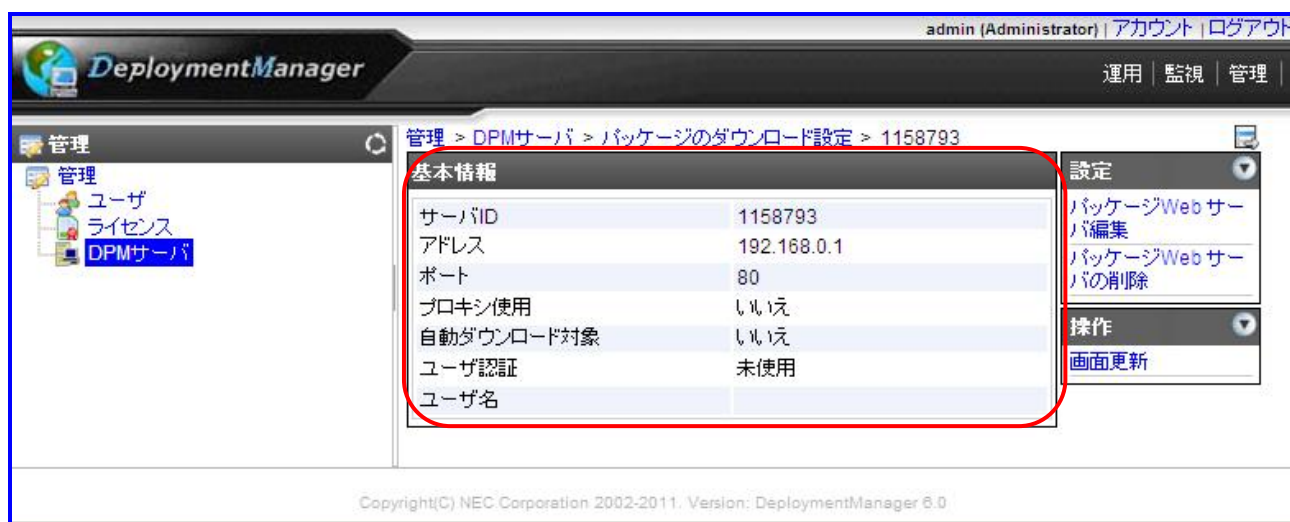 admin (Administrator) | アカウント | ログアウト
DeploymentManager
運用 | 監視 | 管理 |
管理
管理
ユーザ
ライセンス
DPMサーバ
管理 > DPMサーバ > パッケージのダウンロード設定 > 1158793
基本情報
サーバID 1158793
アドレス 192.168.0.1
ポート 80
プロキシ使用 いいえ
自動ダウンロード対象 いいえ
ユーザ認証 未使用
ユーザ名
設定
パッケージWeb サー
バ編集
パッケージWeb サー
バの削除
操作
画面更新
Copyright(C) NEC Corporation 2002-2011. Version: DeploymentManager 6.0